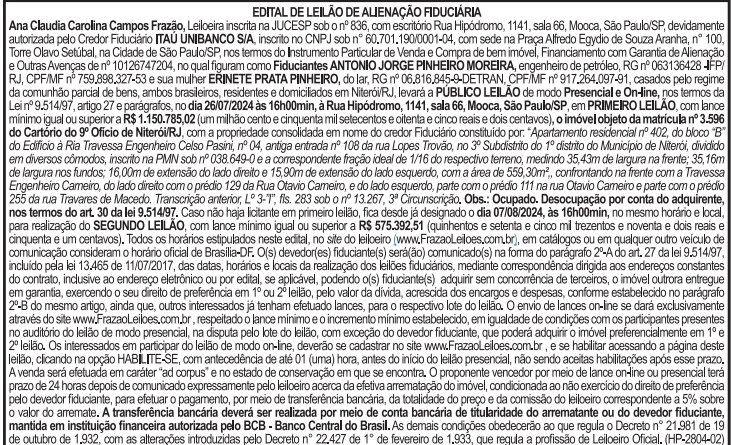 EDITAL DE LEILÃO DE ALIENAÇÃO FIDUCIÁRIA
Ana Claudia Carolina Campos Frazão, Leiloeira inscrita na JUCESP sob o nº 836, com escritório Rua Hipódromo, 1141, sala 66, Mooca, São Paulo/SP, devidamente
autorizada pelo Credor Fiduciário ITAÚ UNIBANCO S/A, inscrito no CNPJ sob nº 60.701.190/0001-04, com sede na Praça Alfredo Egydio de Souza Aranha, nº 100,
Torre Olavo Setúbal, na Cidade de São Paulo/SP, nos termos do Instrumento Particular de Venda e Compra de bem imóvel, Financiamento com Garantia de Alienação
e Outras Avenças de nº 10126747204, no qual figuram como Fiduciantes ANTONIO JORGE PINHEIRO MOREIRA, engenheiro de petróleo, RG nº 063136428 -IFP/
RJ, CPF/MF nº 759.898.327-53 e sua mulher ERINETE PRATA PINHEIRO, do lar, RG nº 06.816.845-9-DETRAN, CPF/MF nº 917.264.097-91, casados pelo regime
da comunhão parcial de bens, ambos brasileiros, residentes e domiciliados em Niterói/RJ, levará a PÚBLICO LEILÃO de modo Presencial e On-line, nos termos da
Lei nº 9.514/97, artigo 27 e parágrafos, no dia 26/07/2024 às 16h00min, à Rua Hipódromo, 1141, sala 66, Mooca, São Paulo/SP, em PRIMEIRO LEILÃO, com lance
mínimo igual ou superior a R$ 1.150.785,02 (um milhão cento e cinquenta mil setecentos e oitenta e cinco reais e dois centavos), o imóvel objeto da matrícula nº 3.596
do Cartório do 9º Ofício de Niterói/RJ, com a propriedade consolidada em nome do credor Fiduciário constituído por: "Apartamento residencial nº 402, do bloco "B"
do Edifício à Ria Travessa Engenheiro Celso Pasini, nº 04, antiga entrada nº 108 da rua Lopes Trovão, no 3º Subdistrito do 1º distrito do Município de Niterói, dividido
em diversos cômodos, inscrito na PMN sob nº 038.649-0 e a correspondente fração ideal de 1/16 do respectivo terreno, medindo 35,43m de largura na frente; 35,16m
de largura nos fundos; 16,00m de extensão do lado direito e 15,90m de extensão do lado esquerdo, com a área de 559,30m²,, confrontando na frente com a Travessa
Engenheiro Carneiro, do lado direito com o prédio 129 da Rua Otavio Carneiro, e do lado esquerdo, parte com o prédio 111 na rua Otavio Carneiro e parte com o prédio
255 da rua Travares de Macedo. Transcrição anterior, Lº 3-"I", fls. 283 sob o nº 13.267, 3ª Circunscrição. Obs.: Ocupado. Desocupação por conta do adquirente,
nos termos do art. 30 da lei 9.514/97. Caso não haja licitante em primeiro leilão, fica desde já designado o dia 07/08/2024, às 16h00min, no mesmo horário e local,
para realização do SEGUNDO LEILÃO, com lance mínimo igual ou superior a R$ 575.392,51 (quinhentos e setenta e cinco mil trezentos e noventa e dois reais e
cinquenta e um centavos). Todos os horários estipulados neste edital, no site do leiloeiro (www.FrazaoLeiloes.com.br), em catálogos ou em qualquer outro veículo de
comunicação consideram o horário oficial de Brasília-DF. O(s) devedor(es) fiduciante(s) será(ão) comunicado(s) na forma do parágrafo 2º-A do art. 27 da lei 9.514/97,
incluído pela lei 13.465 de 11/07/2017, das datas, horários e locais da realização dos leilões fiduciários, mediante correspondência dirigida aos endereços constantes
do contrato, inclusive ao endereço eletrônico ou por edital, se aplicável, podendo o(s) fiduciante(s) adquirir sem concorrência de terceiros, o imóvel outrora entregue
em garantia, exercendo o seu direito de preferência em 1º ou 2º leilão, pelo valor da dívida, acrescida dos encargos e despesas, conforme estabelecido no parágrafo
2º-B do mesmo artigo, ainda que, outros interessados já tenham efetuado lances, para o respectivo lote do leilão. O envio de lances on-line se dará exclusivamente
através do site www.FrazaoLeiloes.com.br , respeitado o lance mínimo e o incremento mínimo estabelecido, em igualdade de condições com os participantes presentes
no auditório do leilão de modo presencial, na disputa pelo lote do leilão, com exceção do devedor fiduciante, que poderá adquirir o imóvel preferencialmente em 1º e
2º leilão. Os interessados em participar do leilão de modo on-line, deverão se cadastrar no site www.FrazaoLeiloes.com.br , e se habilitar acessando a página deste
leilão, clicando na opção HABILITE-SE, com antecedência de até 01 (uma) hora, antes do início do leilão presencial, não sendo aceitas habilitações após esse prazo.
A venda será efetuada em caráter "ad corpus" e no estado de conservação em que se encontra. O proponente vencedor por meio de lance on-line ou presencial terá
prazo de 24 horas depois de comunicado expressamente pelo leiloeiro acerca da efetiva arrematação do imóvel, condicionada ao não exercício do direito de preferência
pelo devedor fiduciante, para efetuar o pagamento, por meio de transferência bancária, da totalidade do preço e da comissão do leiloeiro correspondente a 5% sobre
o valor do arremate. A transferência bancária deverá ser realizada por meio de conta bancária de titularidade do arrematante ou do devedor fiduciante,
mantida em instituição financeira autorizada pelo BCB - Banco Central do Brasil. As demais condições obedecerão ao que regula o Decreto nº 21.981 de 19
de outubro de 1.932, com as alterações introduzidas pelo Decreto nº 22.427 de 1º de fevereiro de 1.933, que regula a profissão de Leiloeiro Oficial. (HP-2804-02)